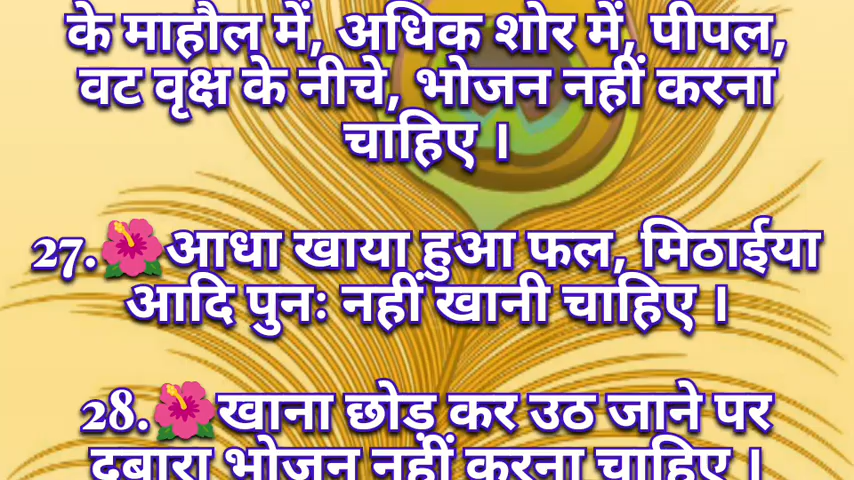 के माहौल में, अधिक शोर में, पीपल,
वट वृक्ष के नीचे, भोजन नहीं करना
चाहिए ।
27.🌺आधा खाया हुआ फल, मिठाईया
आदि पुनः नहीं खानी चाहिए ।
28.🌺खाना छोड़ कर उठ जाने पर
दुबारा भोजन नहीं करना चाहिए ।